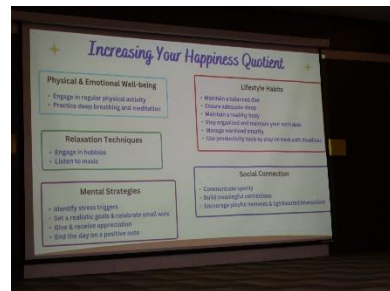 Increasing Your Happiness Quotient
Physical & Emotional Well-being
• Engage in regular physical activity
• Practice deep breathing and meditation
Relaxation Techniques
• Engage in hobbies
• Listen to music
Mental Strategies
• Identify stress triggers
• Set a realistic goals & celebrate small wins
• Give & receive appreciation
• End the day on a positive note
Lifestyle Habits
• Maintain a balanced diet
• Ensure adequate sleep
• Maintain a healthy body
• Stay organized and maintain your work desk
• Manage workload smartly
• Use productivity tools to stay on track with deadlines
Social Connection
• Communicate openly
• Build meaningful connections
• Encourage playful moments & lighthearted interactions